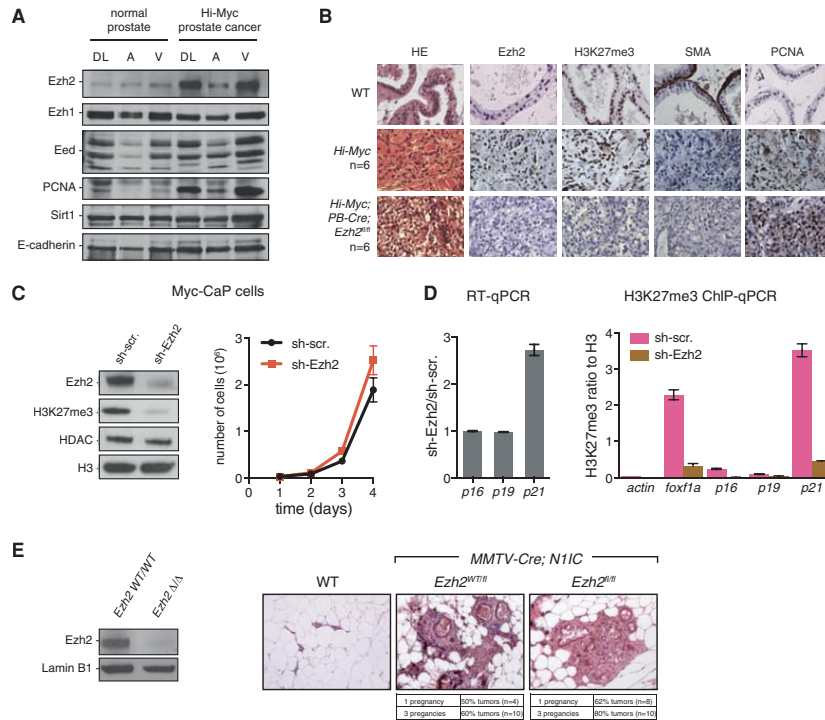 A
normal prostate
Hi-Myc prostate cancer
DL A V DL A V
Ezh2
Ezh1
Eed
PCNA
Sirt1
E-cadherin
B
HE Ezh2 H3K27me3 SMA PCNA
WT
Hi-Myc
n=6
Hi-Myc;
PB-Cre;
Ezh2fl/fl
n=6
C
Myc-CaP cells
sh-scr. sh-Ezh2
Ezh2
H3K27me3
HDAC
H3
sh-scr.
sh-Ezh2
number of cells (10⁶)
3
2
1
0
0 1 2 3 4
time (days)
D
RT-qPCR
sh-Ezh2/sh-scr.
3
2
1
0
p16 p19 p21
H3K27me3 ChIP-qPCR
sh-scr.
sh-Ezh2
H3K27me3 ratio to H3
4
3
2
1
0
actin foxf1a p16 p19 p21
E
Ezh2 WT/WT Ezh2 Δ/Δ
Ezh2
Lamin B1
MMTV-Cre; N1IC
WT Ezh2WT/fl Ezh2fl/fl
1 pregnancy 50% tumors (n=4)
3 pregancies 60% tumors (n=10)
1 pregnancy 62% tumors (n=8)
3 pregancies 80% tumors (n=10)